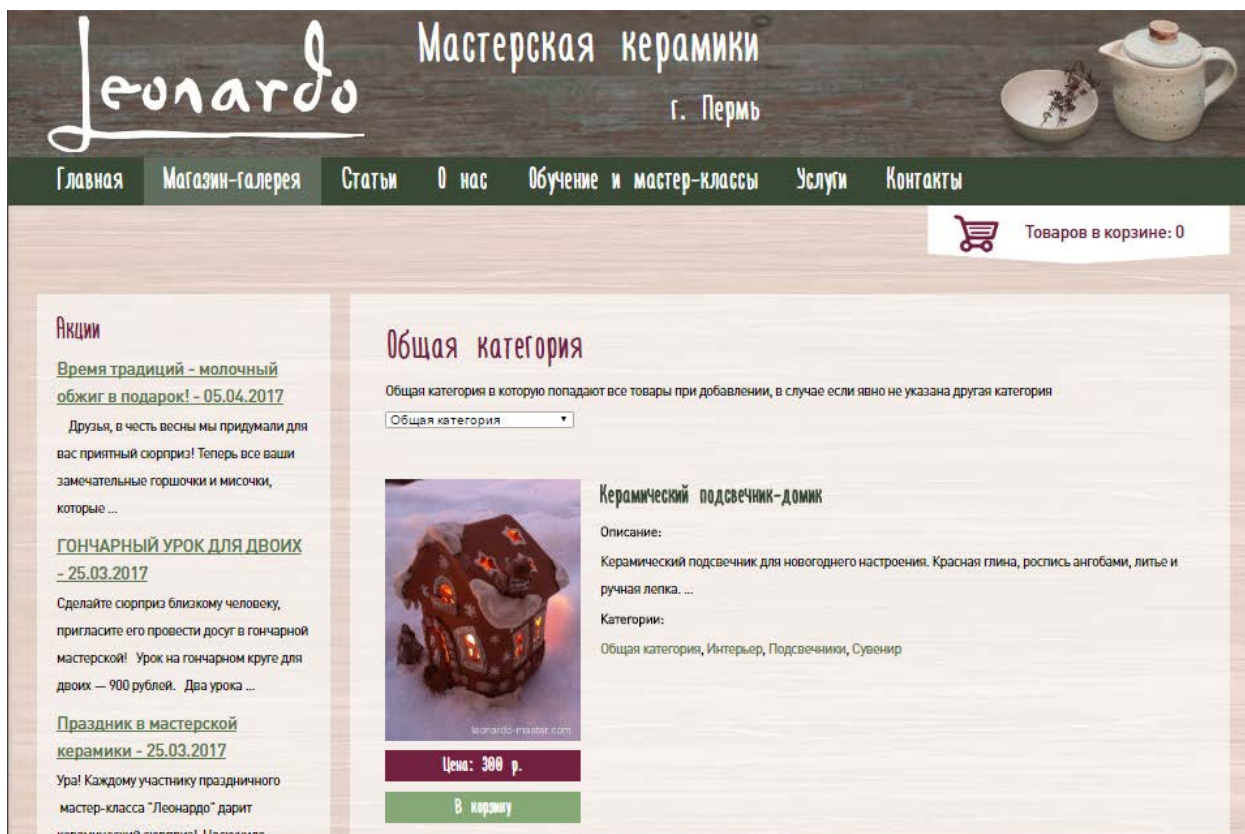 Leonardo
Мастерская керамики
г. Пермь
Главная Магазин-галерея Статьи О нас Обучение и мастер-классы Услуги Контакты
Товаров в корзине: 0
Акции
Время традиций - молочный
обжиг в подарок! - 05.04.2017
Друзья, в честь весны мы придумали для
вас приятный сюрприз! Теперь все ваши
замечательные горшочки и мисочки,
которые ...
ГОНЧАРНЫЙ УРОК ДЛЯ ДВОИХ
- 25.03.2017
Сделайте сюрприз близкому человеку,
пригласите его провести досуг в гончарной
мастерской! Урок на гончарном круге для
двоих — 900 рублей. Два урока ...
Праздник в мастерской
керамики - 25.03.2017
Ура! Каждому участнику праздничного
мастер-класса "Леонардо" дарит
Общая категория
Общая категория в которую попадают все товары при добавлении, в случае если явно не указана другая категория
Общая категория
leonardo-master.com
Цена: 300 р.
В корзину
Керамический подсвечник-домик
Описание:
Керамический подсвечник для новогоднего настроения. Красная глина, роспись ангобами, литье и
ручная лепка. ...
Категории:
Общая категория, Интерьер, Подсвечники, Сувенир